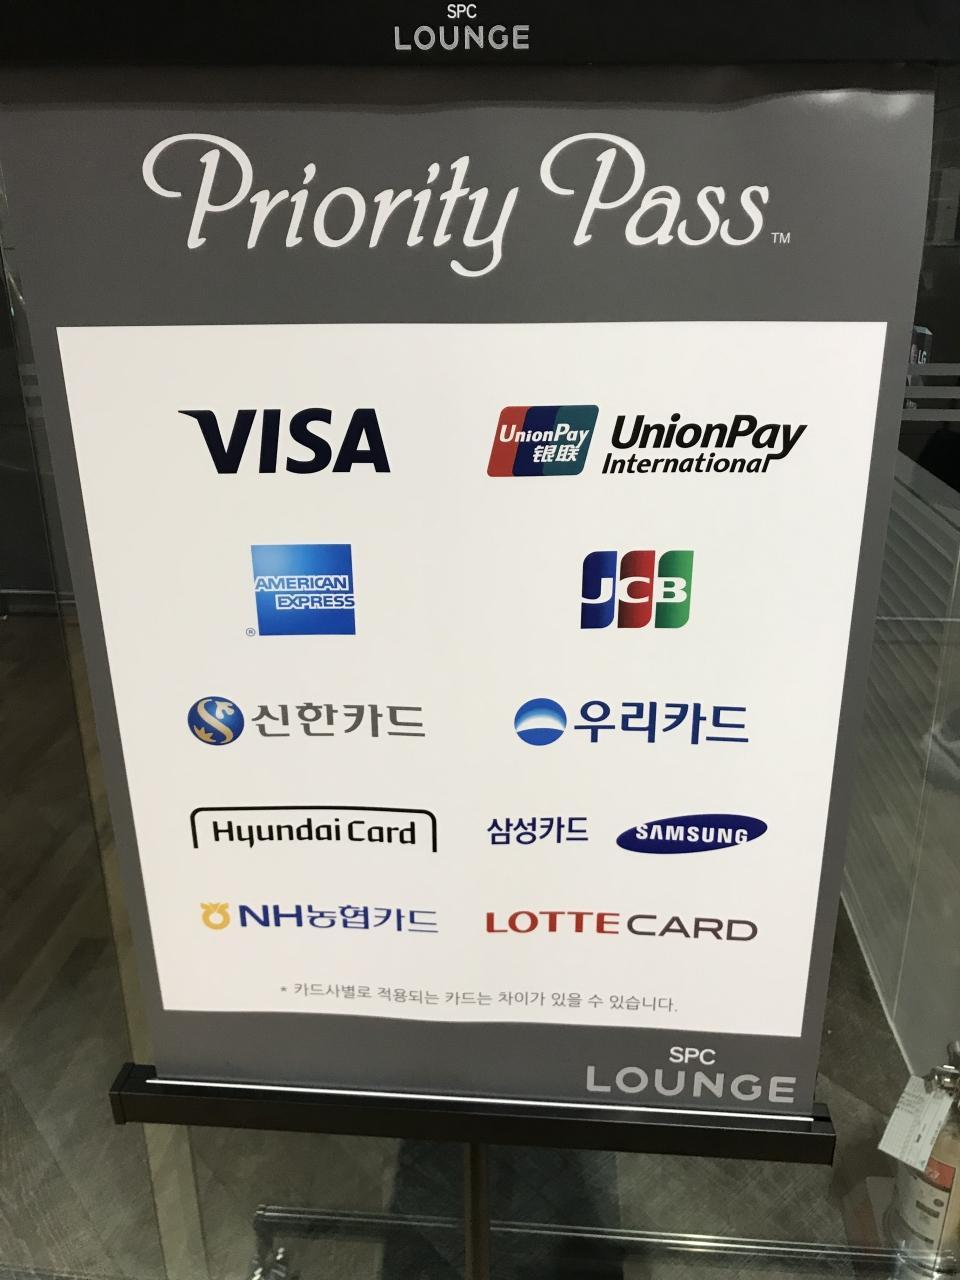 SPC
LOUNGE
Priority Pass™
VISA
UnionPay
银联
UnionPay
International
AMERICAN
EXPRESS
®
JCB
신한카드
우리카드
Hyundai Card
삼성카드
SAMSUNG
NH농협카드
LOTTE CARD
* 카드사별로 적용되는 카드는 차이가 있을 수 있습니다.
SPC
LOUNGE
LG